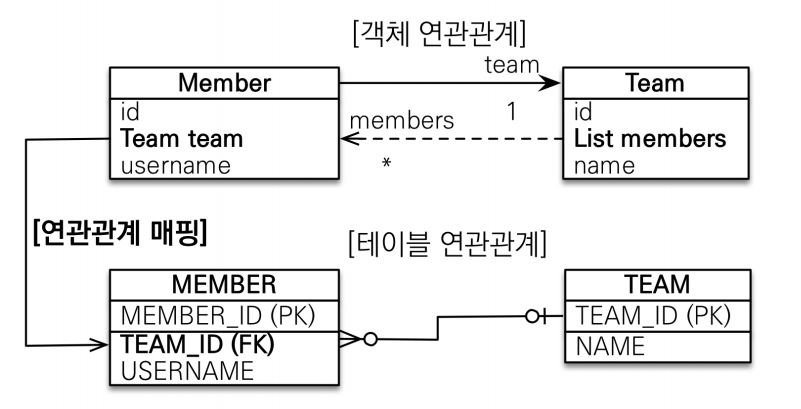 [객체 연관관계]
team
Member
id
Team team
username
members
1
*
Team
id
List members
name
[연관관계 매핑]
[테이블 연관관계]
MEMBER
MEMBER_ID (PK)
TEAM_ID (FK)
USERNAME
TEAM
TEAM_ID (PK)
NAME